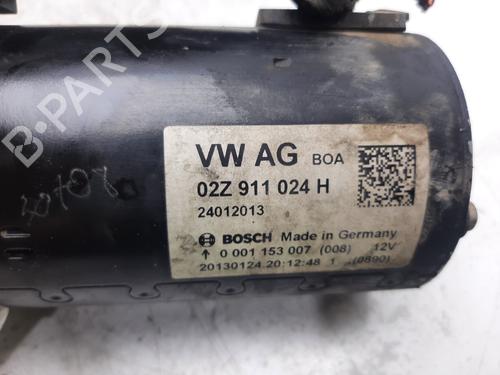 VW AG BOA
02Z 911 024 H
24012013
BOSCH Made in Germany
0 001 153 007 (008) 12V
20130124.20:12:48 1 (0890)
B-PARTS